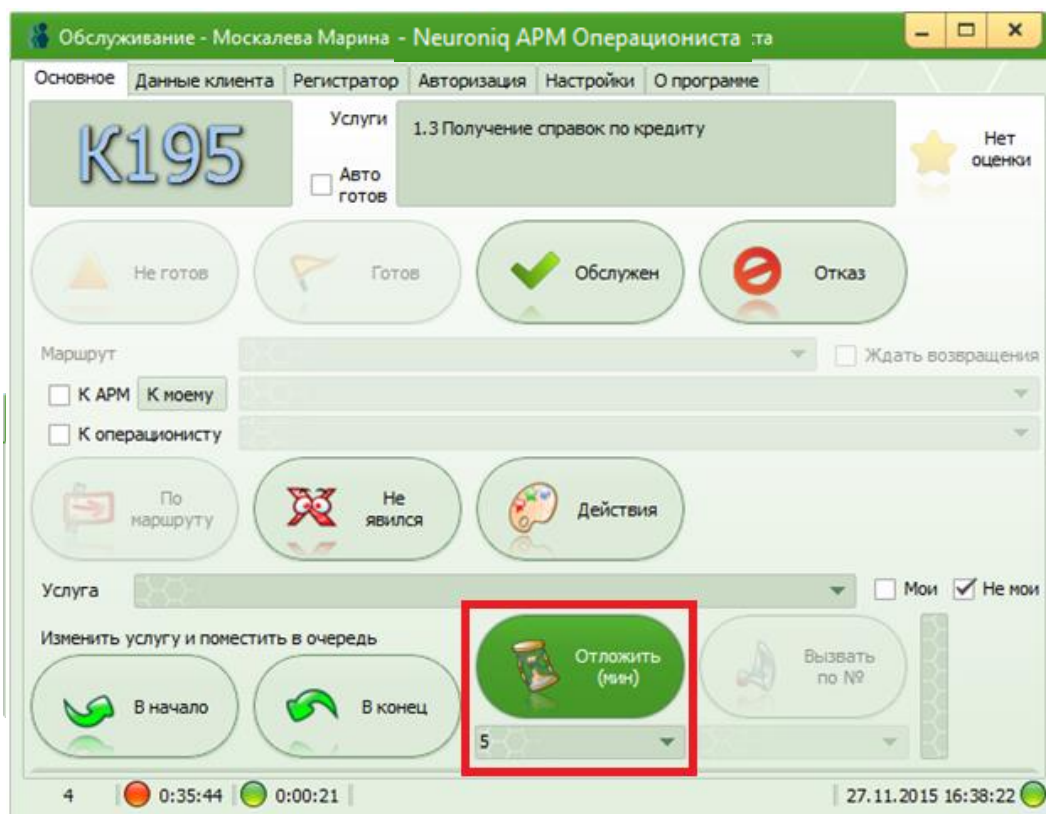 Обслуживание - Москалева Марина - Neuroniq АРМ Операциониста :та
Основное Данные клиента Регистратор Авторизация Настройки О программе
К195
Услуги
1.3 Получение справок по кредиту
Авто
готов
Нет
оценки
Не готов
Готов
Обслужен
Отказ
Маршрут
Ждать возвращения
К АРМ
К моему
К операционисту
По
маршруту
Не
явился
Действия
Услуга
Мои
Не мои
Изменить услугу и поместить в очередь
В начало
В конец
Отложить
(мин)
5
Вызвать
по №
4 0:35:44 0:00:21 27.11.2015 16:38:22